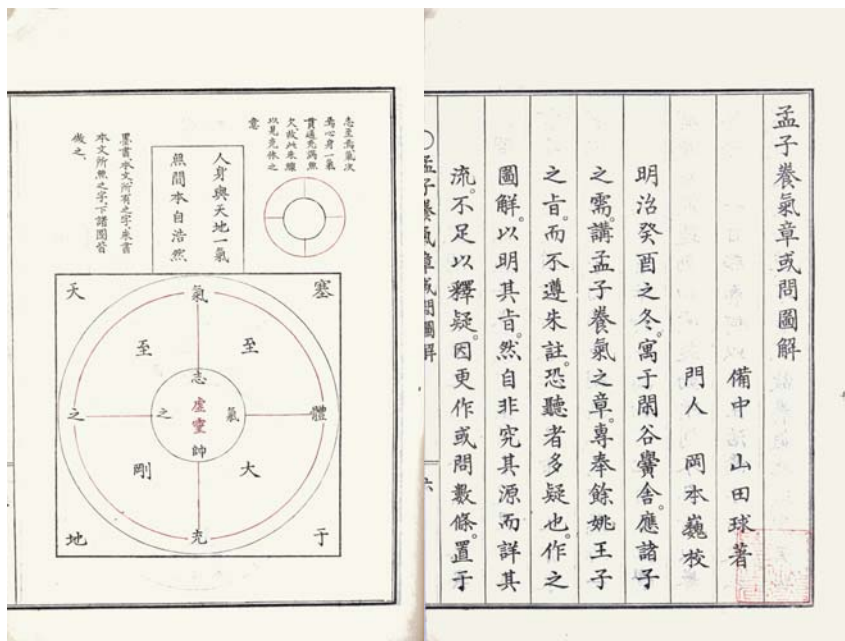 孟子養氣章或問圖解
備中　山田球著
門人　岡本巍校
明治癸酉之冬。寓于閑谷黌舍。應諸子
之需。講孟子養氣之章。專奉餘姚王子
之旨。而不遵朱註。恐聽者多疑也。作之
圖解。以明其旨。然自非究其源而詳其
流。不足以釋疑。因更作或問數條。置于
〇孟子養氣章或問圖解
六
志至焉氣次
焉心身一氣
貫通充滿無
欠故此朱線
以見充体之
意
人身與天地一氣
無間本自浩然
墨書本文所有之字、朱書
本文所無之字、下諸圖皆
倣之、
塞
于
天
地
氣
體
之
充
至
大
至
剛
志
氣
之
帥
虛靈